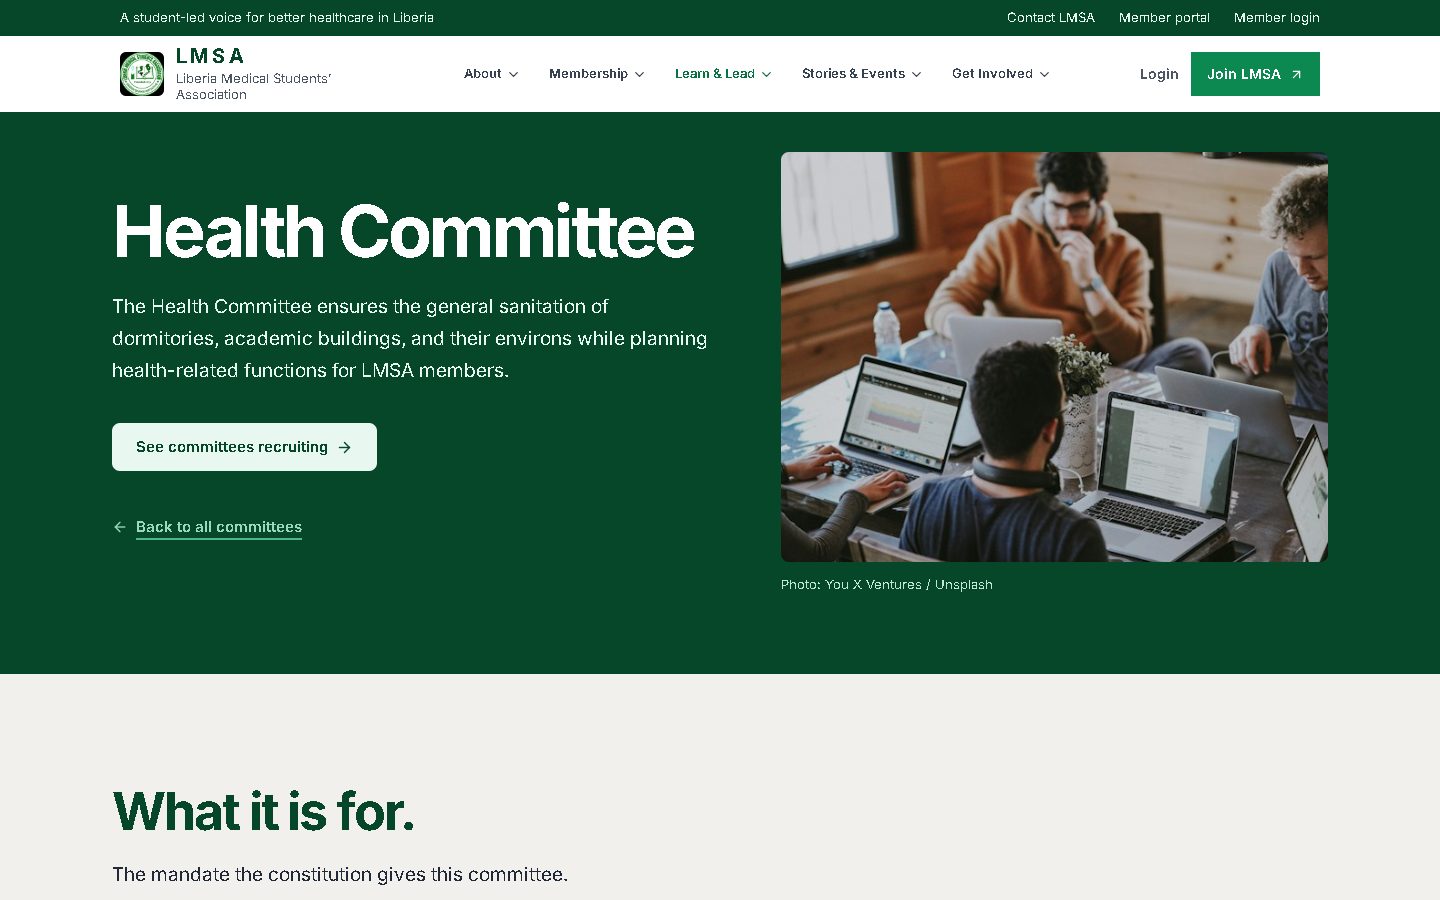 A student-led voice for better healthcare in Liberia
Contact LMSA
Member portal
Member login
LMSA
Liberia Medical Students'
Association
About
Membership
Learn & Lead
Stories & Events
Get Involved
Login
Join LMSA
Health Committee
The Health Committee ensures the general sanitation of
dormitories, academic buildings, and their environs while planning
health-related functions for LMSA members.
See committees recruiting
Back to all committees
Photo: You X Ventures / Unsplash
What it is for.
The mandate the constitution gives this committee.